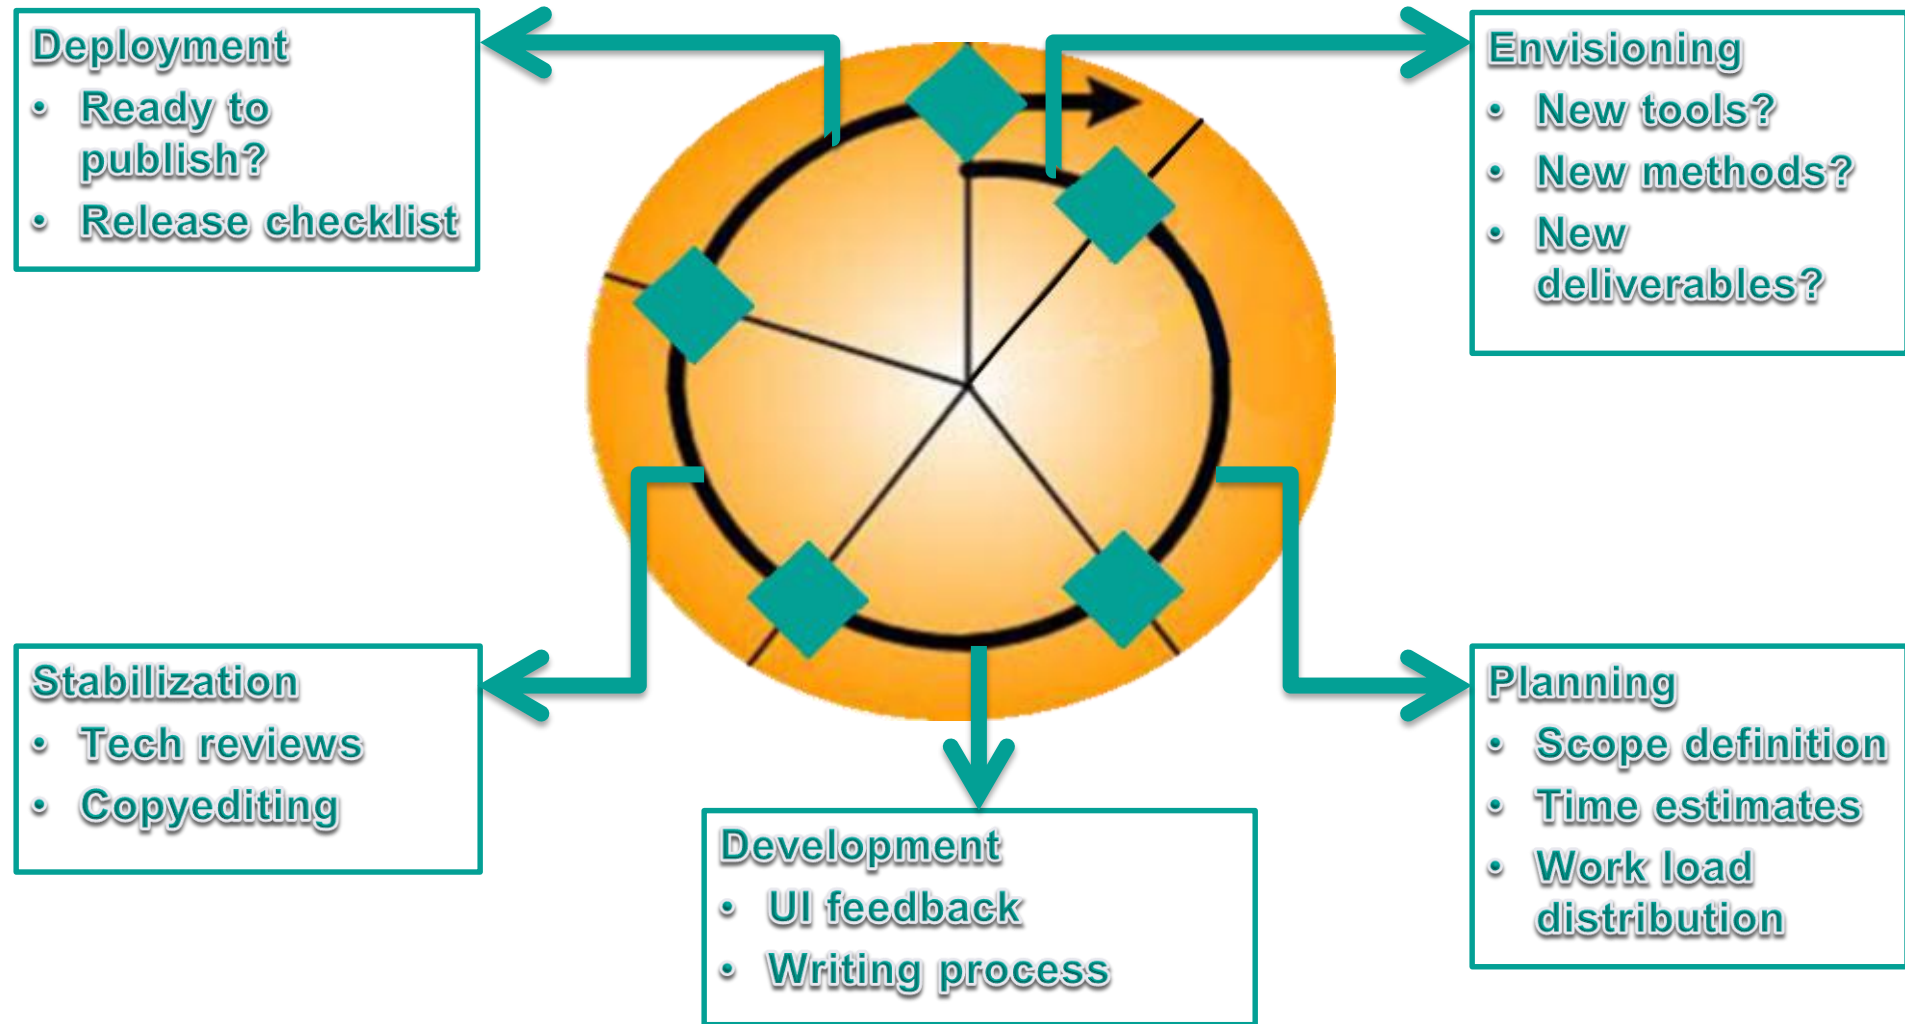 Deployment
• Ready to
publish?
• Release checklist
Envisioning
• New tools?
• New methods?
• New
deliverables?
Stabilization
• Tech reviews
• Copyediting
Development
• UI feedback
• Writing process
Planning
• Scope definition
• Time estimates
• Work load
distribution